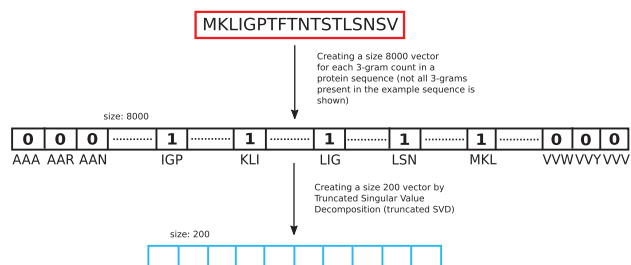 MKLIGPTFTNTSTLSNSV
Creating a size 8000 vector
for each 3-gram count in a
protein sequence (not all 3-grams
present in the example sequence is
shown)
size: 8000
0 0 0 1 1 1 1 1 0 0 0
AAA AAR AAN IGP KLI LIG LSN MKL VVW VVY VVV
Creating a size 200 vector by
Truncated Singular Value
Decomposition (truncated SVD)
size: 200